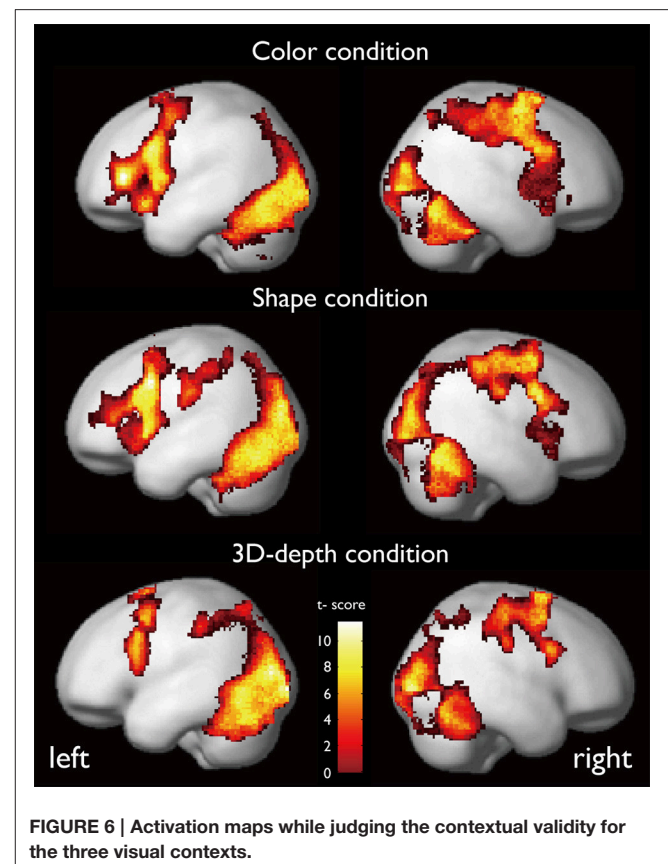 Color condition
Shape condition
3D-depth condition
t- score
10
8
6
4
2
0
left
right
FIGURE 6 | Activation maps while judging the contextual validity for
the three visual contexts.